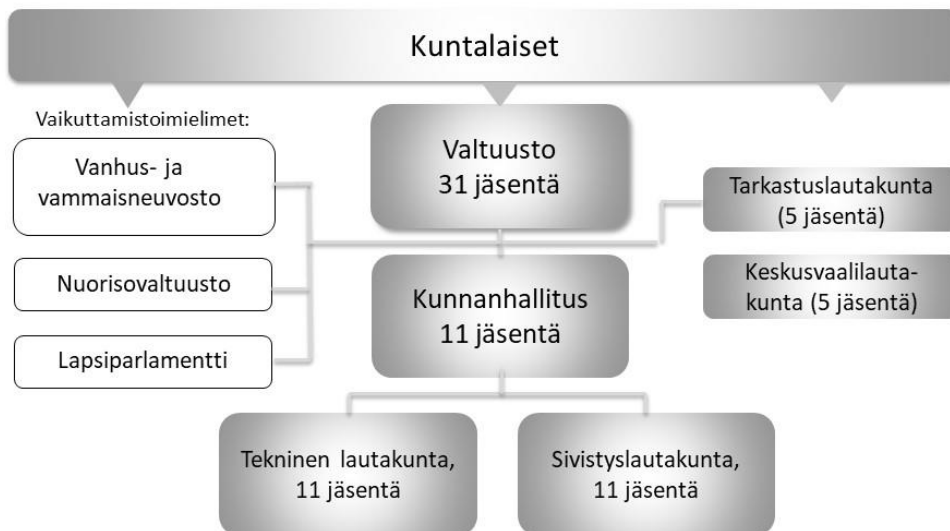 Kuntalaiset
Vaikuttamistoimielimet:
Vanhus- ja
vammaisneuvosto
Nuorisovaltuusto
Lapsiparlamentti
Valtuusto
31 jäsentä
Kunnanhallitus
11 jäsentä
Tarkastuslautakunta
(5 jäsentä)
Keskusvaalilauta-
kunta (5 jäsentä)
Tekninen lautakunta,
11 jäsentä
Sivistyslautakunta,
11 jäsentä